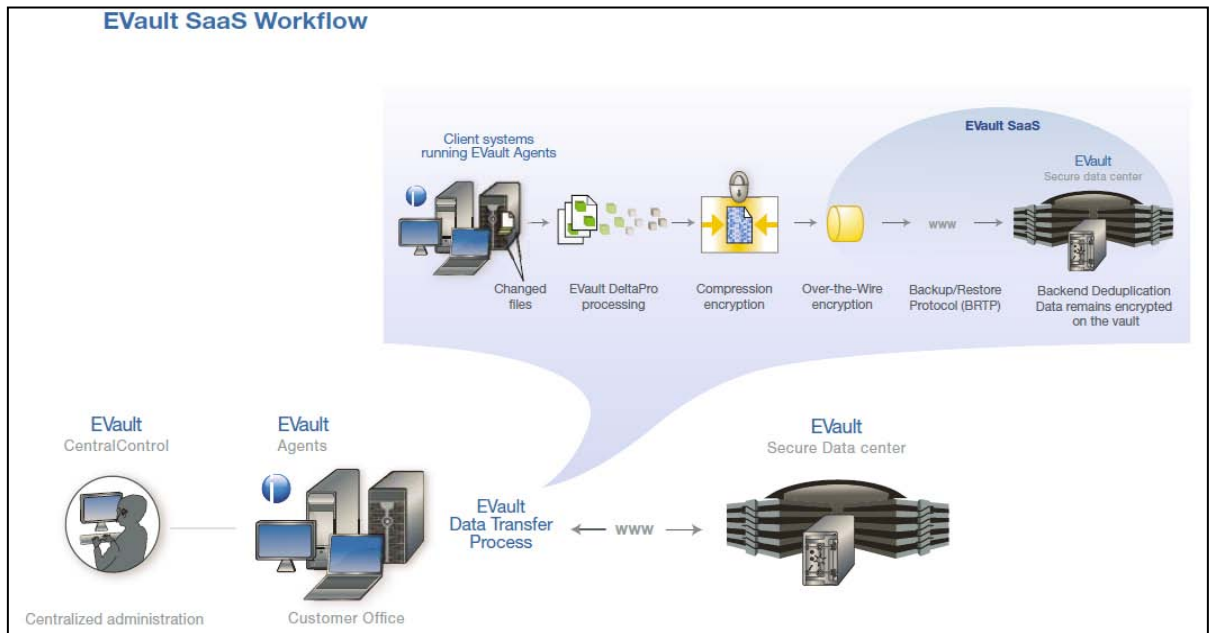 EVault SaaS Workflow
EVault SaaS
Client systems
running EVault Agents
EVault
Secure data center
www
Changed
files
EVault DeltaPro
processing
Compression
encryption
Over-the-Wire
encryption
Backup/Restore
Protocol (BRTP)
Backend Deduplication
Data remains encrypted
on the vault
EVault
CentralControl
EVault
Agents
EVault
Secure Data center
EVault
Data Transfer
Process
www
Centralized administration
Customer Office